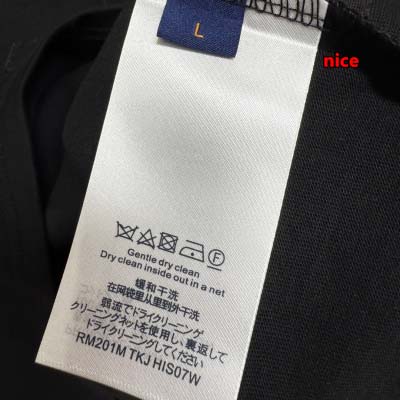 L
nice
Gentle dry clean
Dry clean inside out in a net
缓和干洗
在网袋里从里到外干洗
弱流でドライクリーニング
クリーニングネットを使用し、裏返して
ドライクリーニングしてください
RM201M TKJ HIS07W